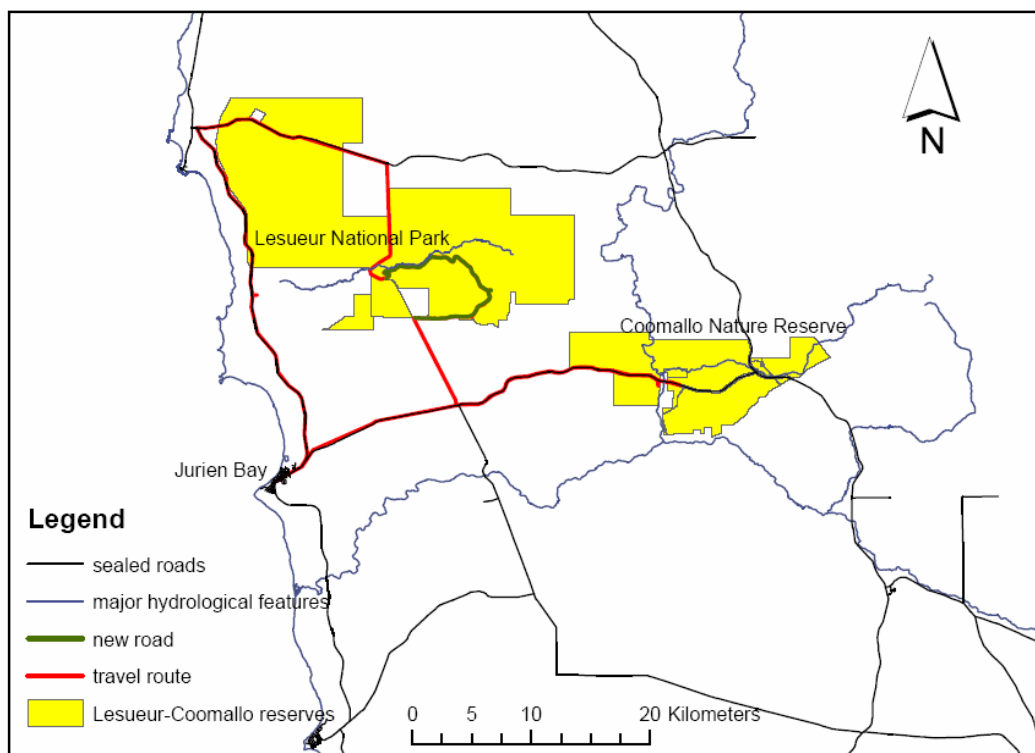 N
Lesueur National Park
Coomallo Nature Reserve
Jurien Bay
Legend
sealed roads
major hydrological features
new road
travel route
Lesueur-Coomallo reserves
0 5 10 20 Kilometers